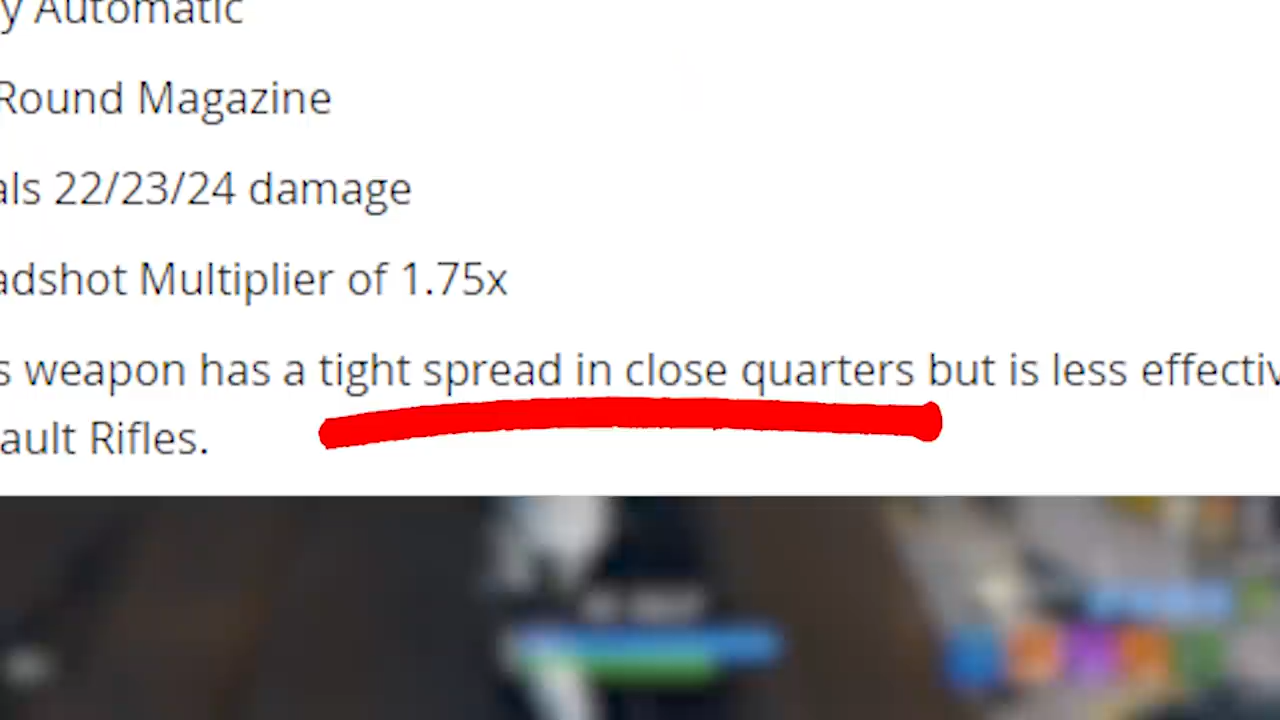 y Automatic
Round Magazine
als 22/23/24 damage
adshot Multiplier of 1.75x
s weapon has a tight spread in close quarters but is less effectiv
ault Rifles.